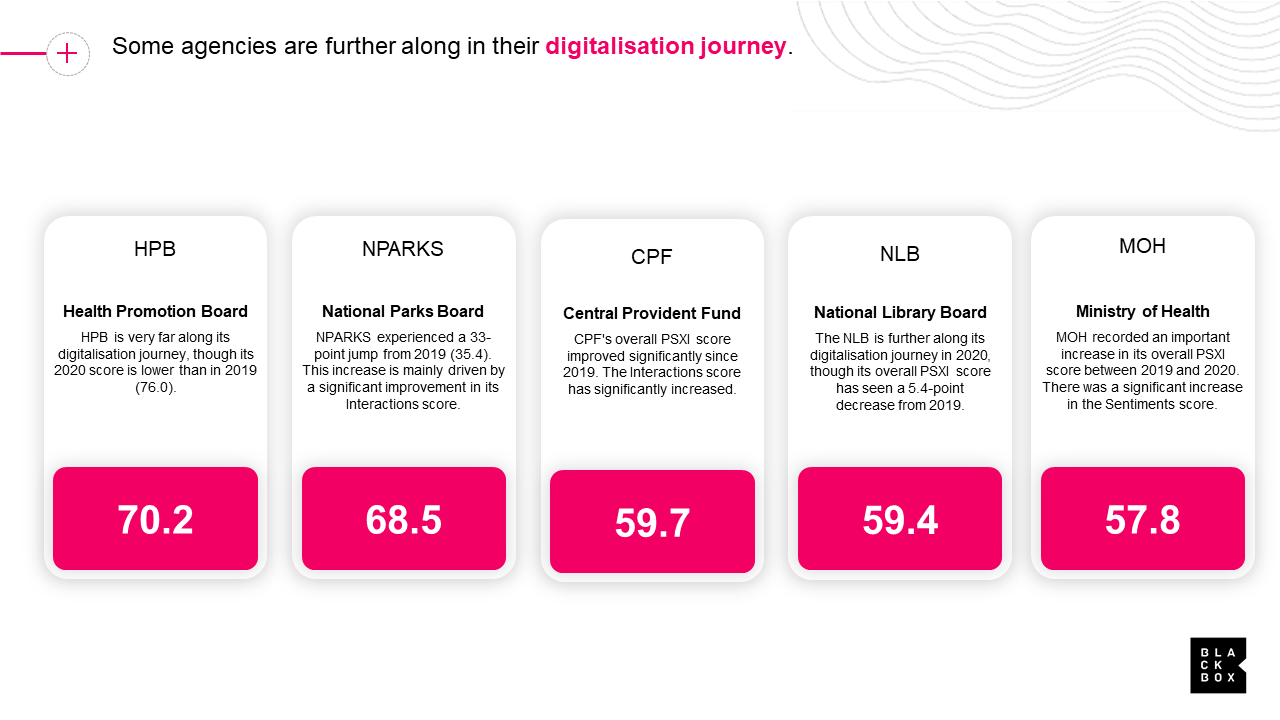 Some agencies are further along in their digitalisation journey.
HPB
Health Promotion Board
HPB is very far along its
digitalisation journey, though its
2020 score is lower than in 2019
(76.0).
70.2
NPARKS
National Parks Board
NPARKS experienced a 33-
point jump from 2019 (35.4).
This increase is mainly driven by
a significant improvement in its
Interactions score.
68.5
CPF
Central Provident Fund
CPF's overall PSXI score
improved significantly since
2019. The Interactions score
has significantly increased.
59.7
NLB
National Library Board
The NLB is further along its
digitalisation journey in 2020,
though its overall PSXI score
has seen a 5.4-point
decrease from 2019.
59.4
MOH
Ministry of Health
MOH recorded an important
increase in its overall PSXI
score between 2019 and 2020.
There was a significant increase
in the Sentiments score.
57.8
BLA
CK
BOX